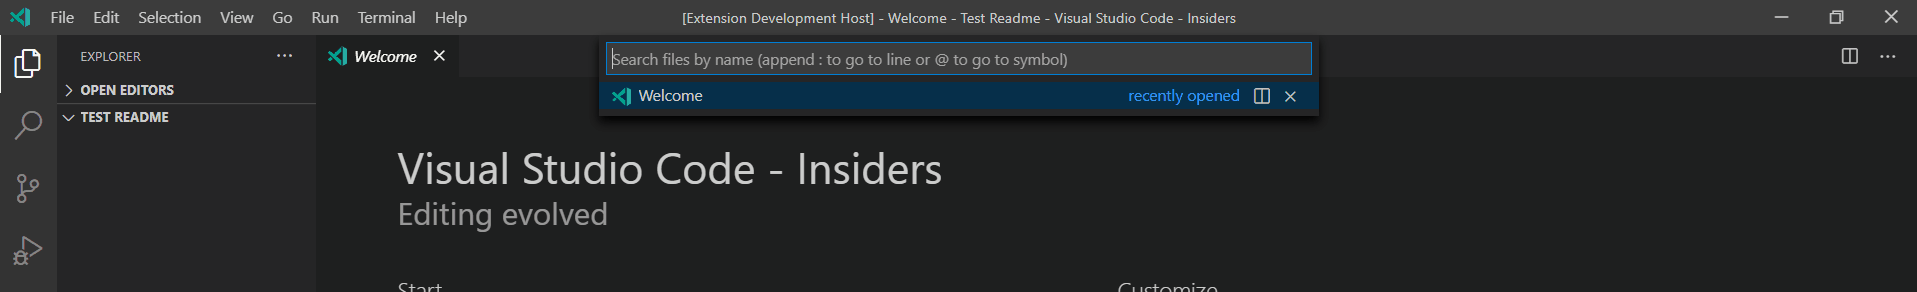 File Edit Selection View Go Run Terminal Help [Extension Development Host] - Welcome - Test Readme - Visual Studio Code - Insiders
EXPLORER
Welcome
Search files by name (append : to go to line or @ to go to symbol)
OPEN EDITORS
Welcome recently opened
TEST README
Visual Studio Code - Insiders
Editing evolved
Start Customize